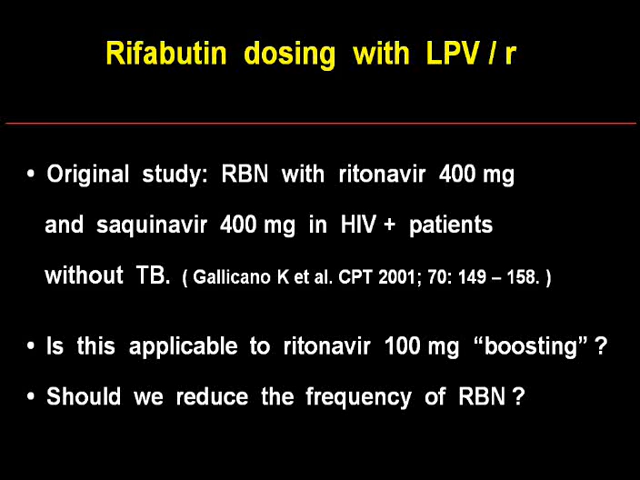 Rifabutin dosing with LPV / r
• Original study: RBN with ritonavir 400 mg
and saquinavir 400 mg in HIV + patients
without TB. ( Gallicano K et al. CPT 2001; 70: 149 – 158. )
• Is this applicable to ritonavir 100 mg “boosting” ?
• Should we reduce the frequency of RBN ?